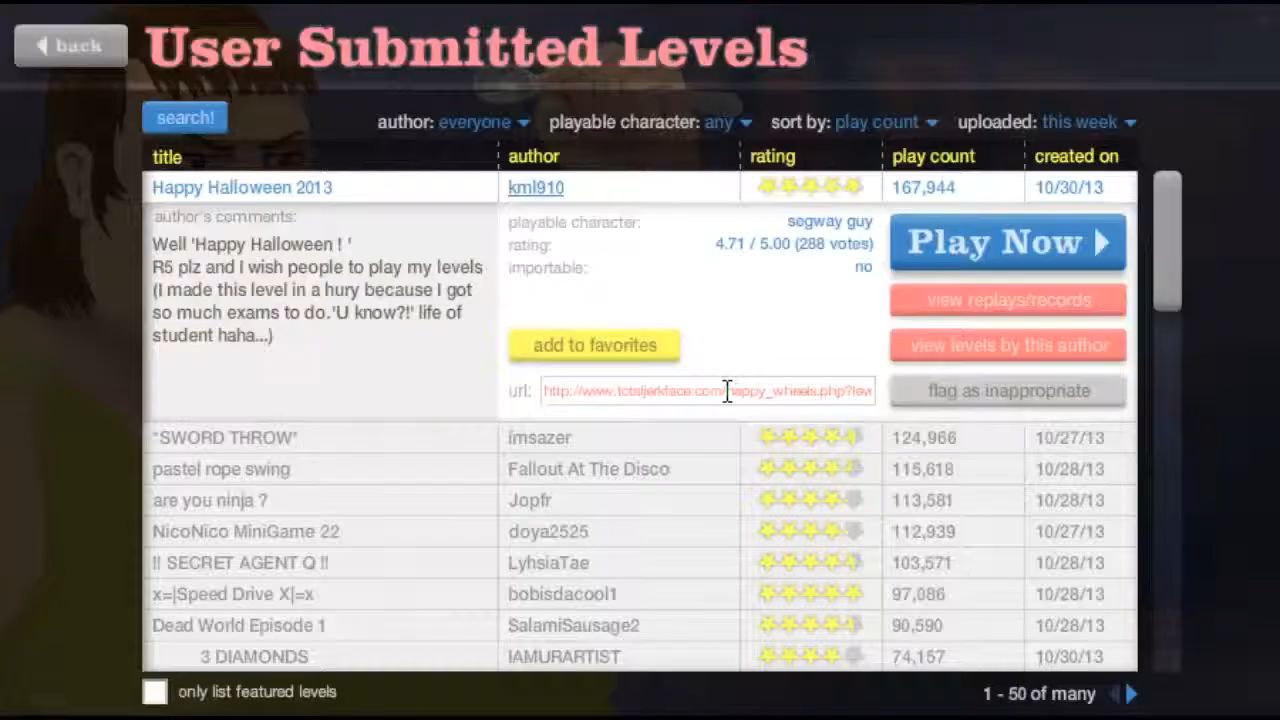 back
User Submitted Levels
search!
author: everyone playable character: any sort by: play count uploaded: this week
title author rating play count created on
Happy Halloween 2013 kml910 167,944 10/30/13
author's comments:
Well 'Happy Halloween ! '
R5 plz and I wish people to play my levels
(I made this level in a hury because I got
so much exams to do.'U know?!' life of
student haha...)
playable character: segway guy
rating: 4.71 / 5.00 (288 votes)
importable: no
add to favorites
url: http://www.totaljerkface.com/happy_wheels.php?lev
Play Now
view replays/records
view levels by this author
flag as inappropriate
"SWORD THROW" imsazer 124,966 10/27/13
pastel rope swing Fallout At The Disco 115,618 10/28/13
are you ninja ? Jopfr 113,581 10/28/13
NicoNico MiniGame 22 doya2525 112,939 10/27/13
!! SECRET AGENT Q !! LyhsiaTae 103,571 10/28/13
x=|Speed Drive X|=x bobisdacool1 97,086 10/28/13
Dead World Episode 1 SalamiSausage2 90,590 10/28/13
3 DIAMONDS IAMURARTIST 74,157 10/30/13
only list featured levels
1 - 50 of many